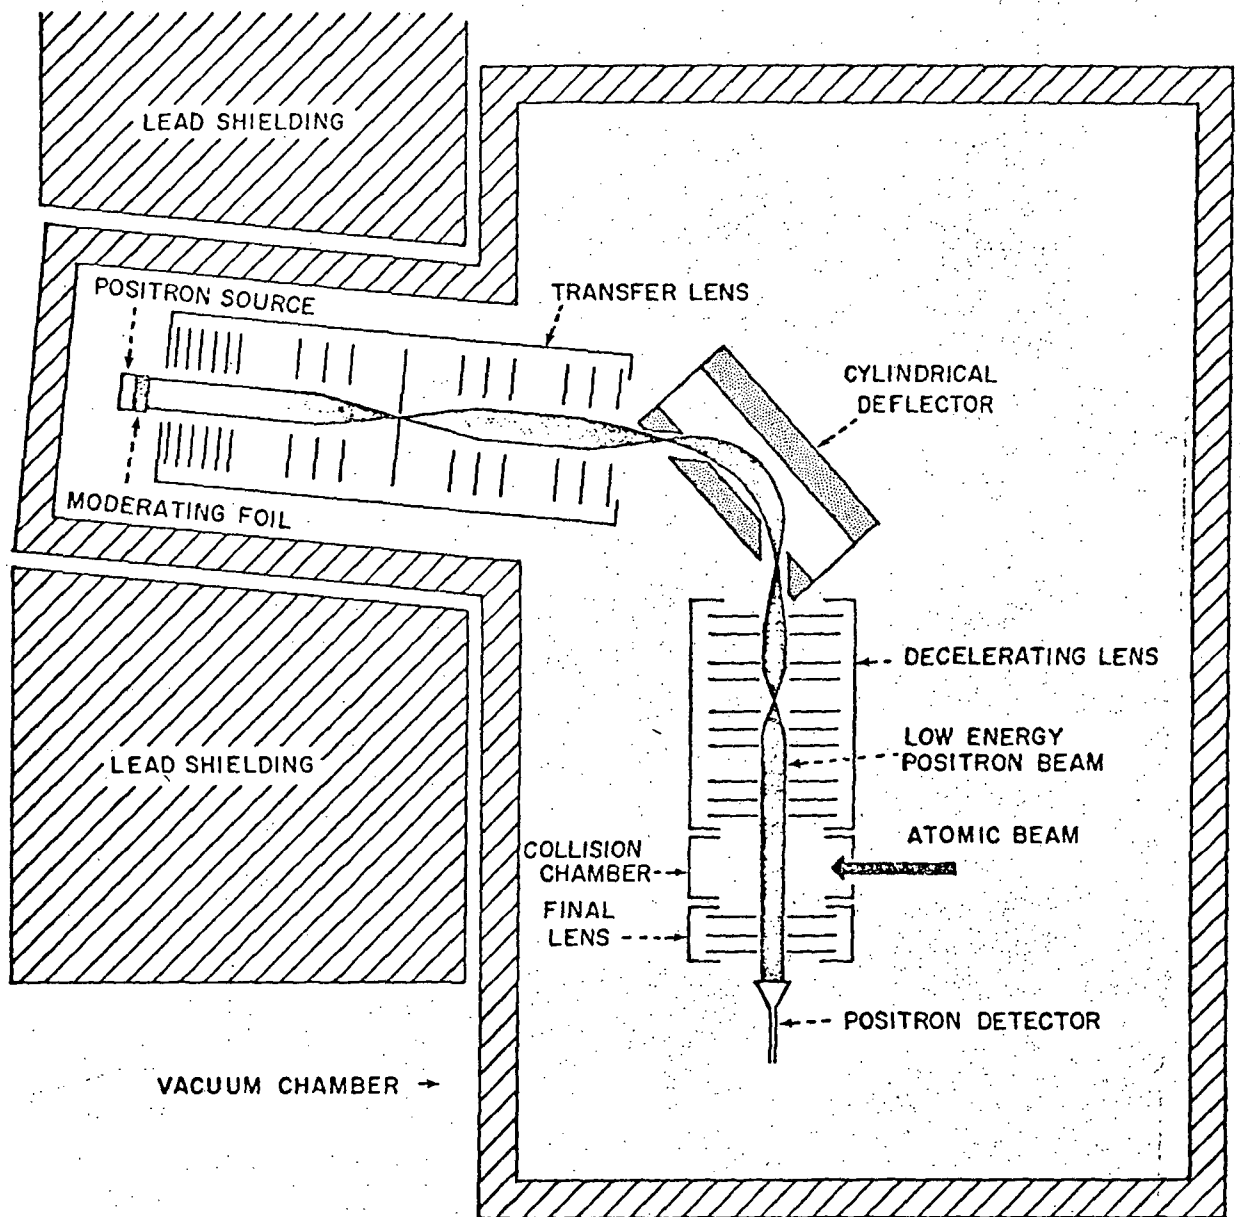 LEAD SHIELDING
POSITRON SOURCE
TRANSFER LENS
CYLINDRICAL
DEFLECTOR
MODERATING FOIL
DECELERATING LENS
LOW ENERGY
POSITRON BEAM
LEAD SHIELDING
ATOMIC BEAM
COLLISION
CHAMBER
FINAL
LENS
POSITRON DETECTOR
VACUUM CHAMBER